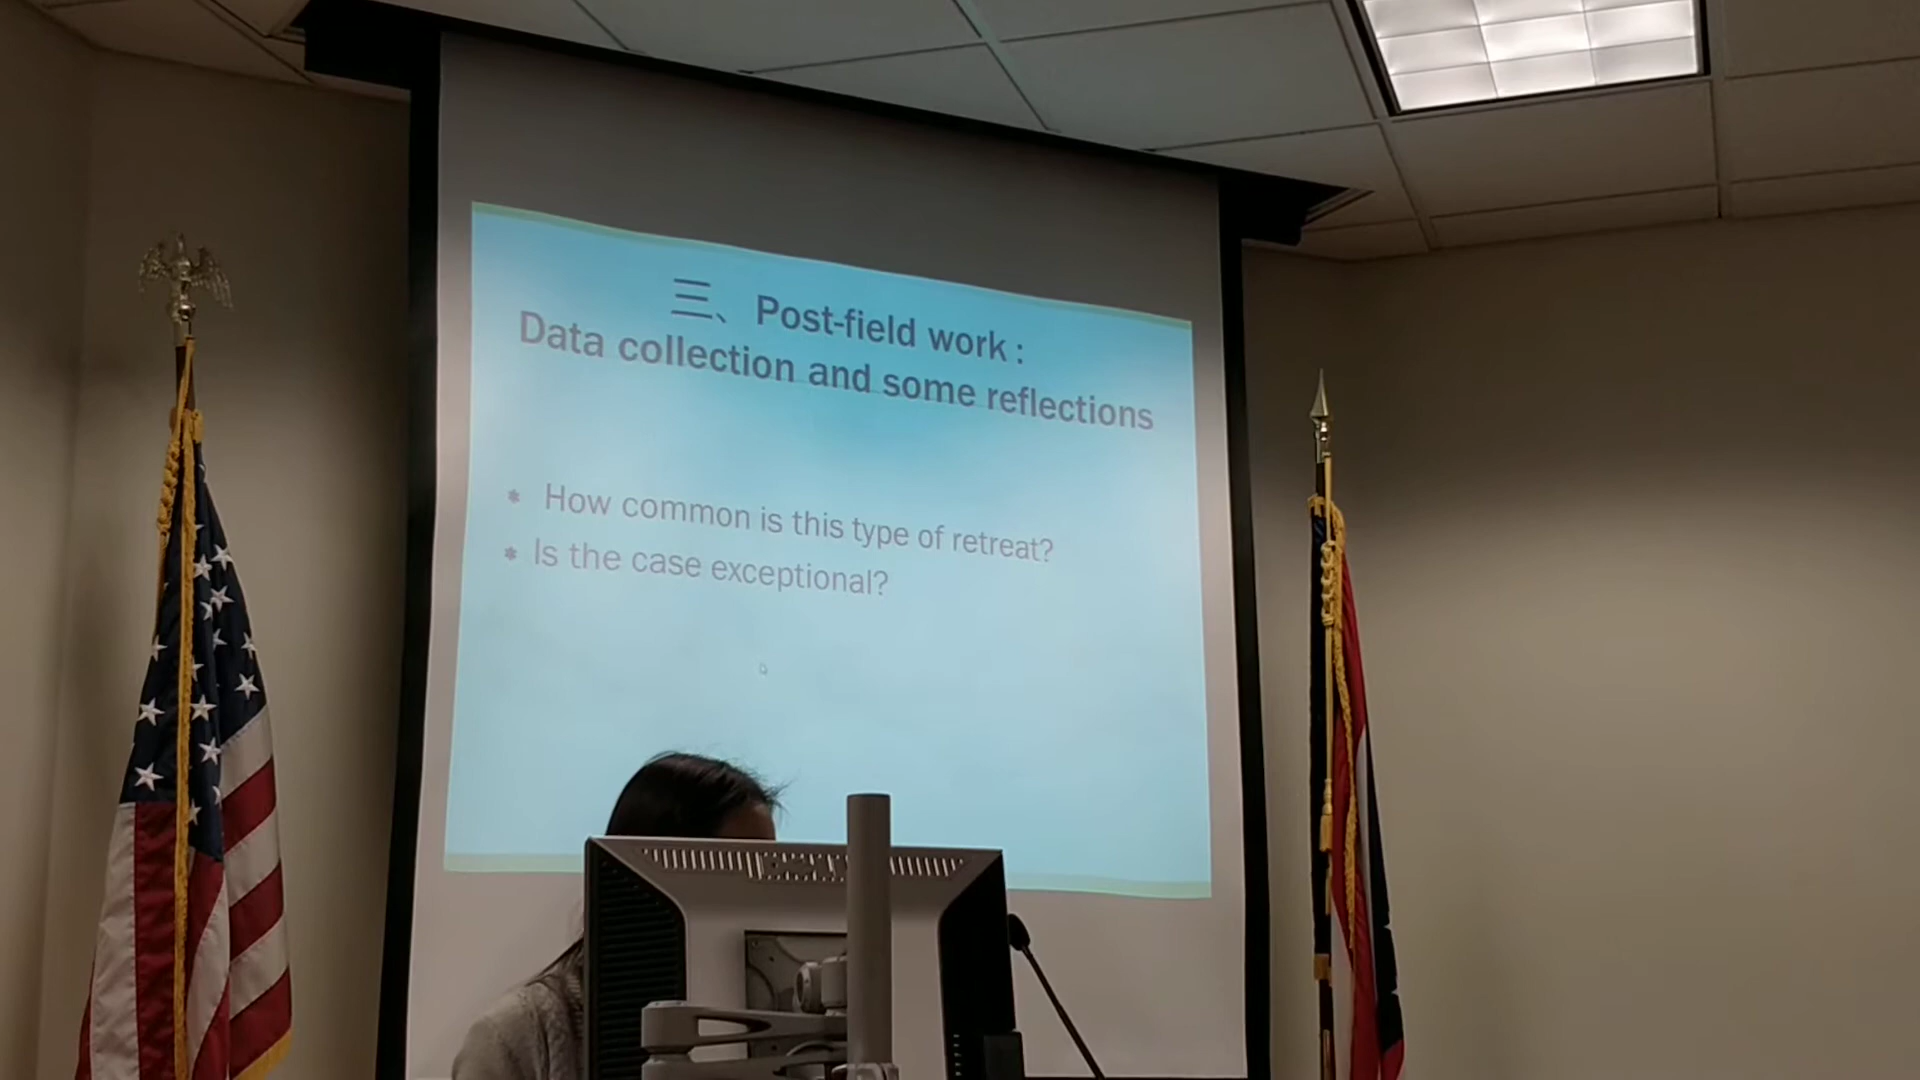 三、 Post-field work :
Data collection and some reflections
* How common is this type of retreat?
* Is the case exceptional?